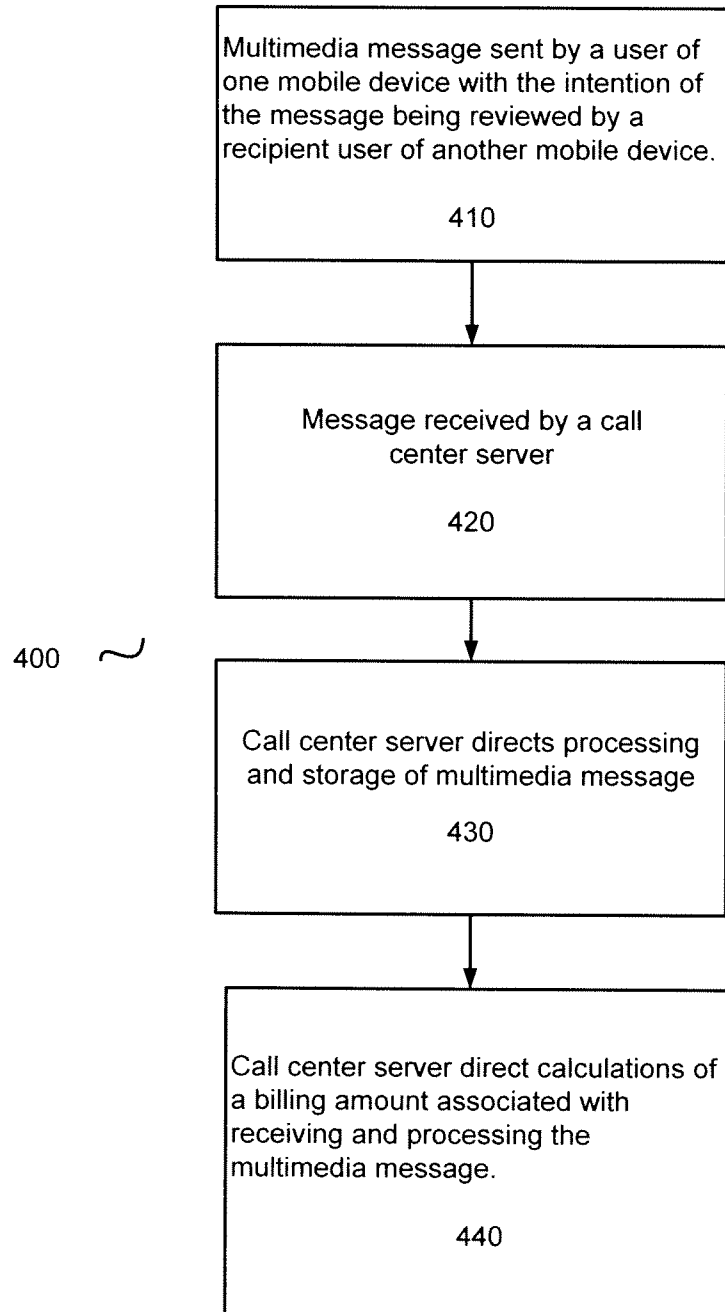 Multimedia message sent by a user of
one mobile device with the intention of
the message being reviewed by a
recipient user of another mobile device.
410
Message received by a call
center server
420
400
Call center server directs processing
and storage of multimedia message
430
Call center server direct calculations of
a billing amount associated with
receiving and processing the
multimedia message.
440